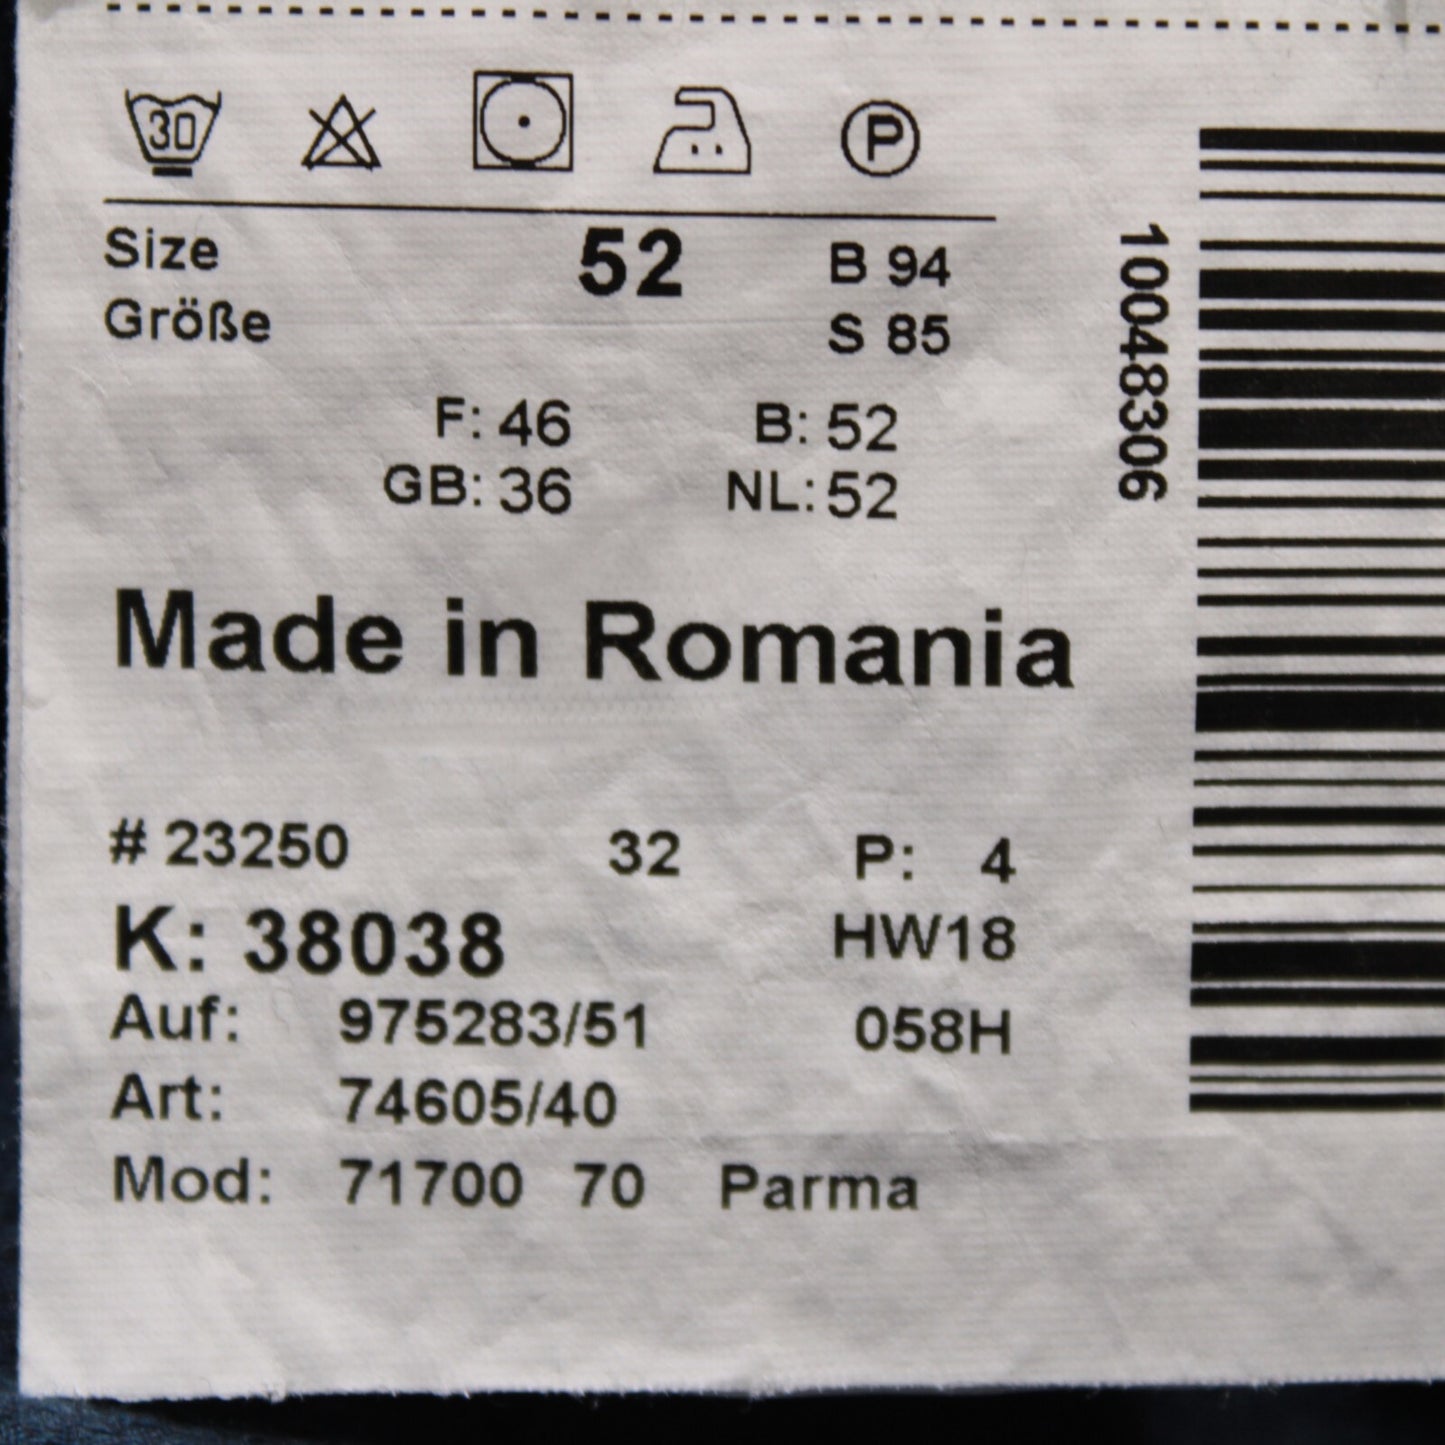 30
P
Size 52 B 94
Größe S 85
F: 46 B: 52
GB: 36 NL: 52
Made in Romania
# 23250 32 P: 4
K: 38038 HW18
Auf: 975283/51 058H
Art: 74605/40
Mod: 71700 70 Parma
10048306